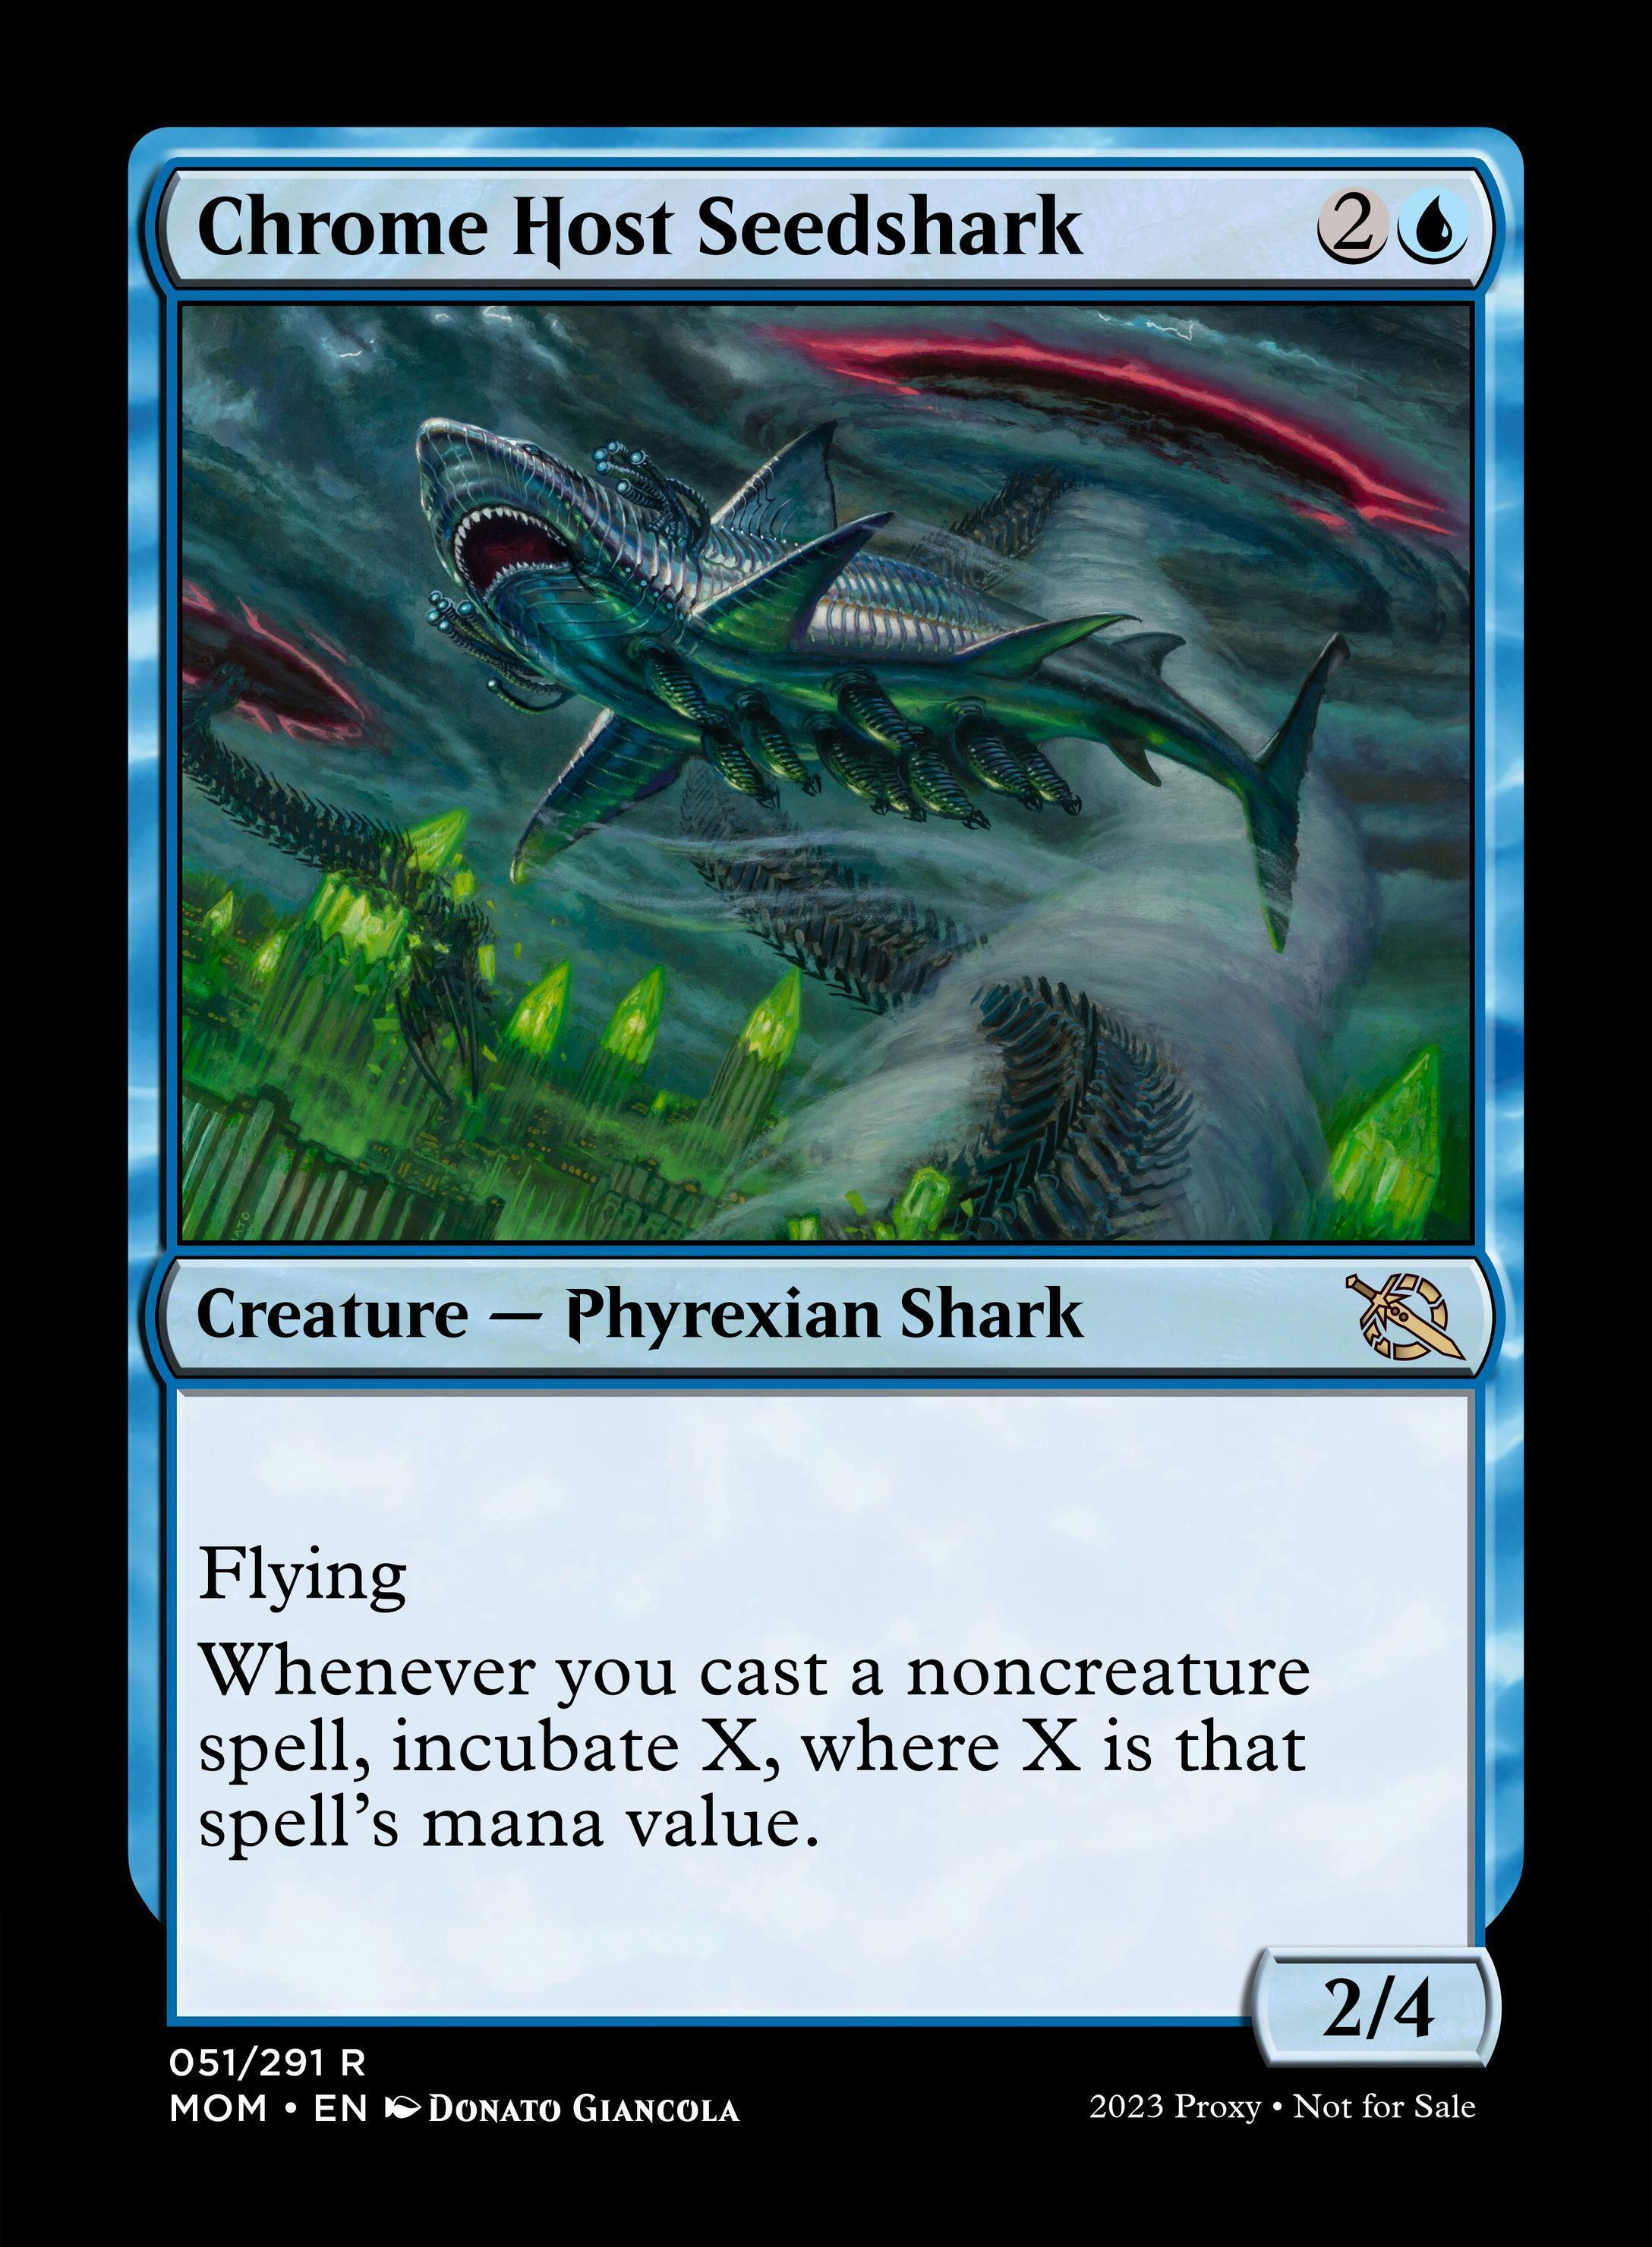 Chrome Host Seedshark 2
Creature — Phyrexian Shark
Flying
Whenever you cast a noncreature
spell, incubate X, where X is that
spell’s mana value.
2/4
051/291 R
MOM • EN DONATO GIANCOLA
2023 Proxy • Not for Sale